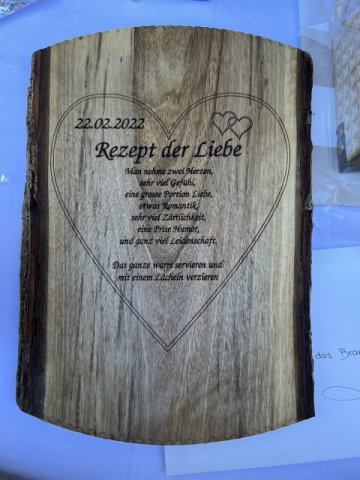 22.02.2022
Rezept der Liebe
Man nehme zwei Herzen,
sehr viel Gefühl,
eine grosse Portion Liebe,
etwas Romantik,
sehr viel Zärtlichkeit,
eine Prise Humor,
und ganz viel Leidenschaft.
Das ganze warm servieren und
mit einem Lächeln verzieren
das